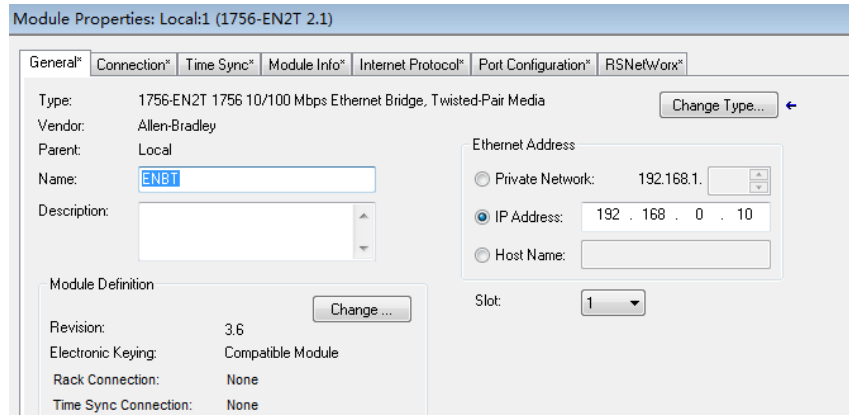 Module Properties: Local:1 (1756-EN2T 2.1)
General* Connection* Time Sync* Module Info* Internet Protocol* Port Configuration* RSNetWorx*
Type: 1756-EN2T 1756 10/100 Mbps Ethernet Bridge, Twisted-Pair Media
Change Type...
Vendor: Allen-Bradley
Parent: Local
Name: ENBT
Description:
Ethernet Address
Private Network: 192.168.1.
IP Address: 192 . 168 . 0 . 10
Host Name:
Slot: 1
Module Definition
Change ...
Revision: 3.6
Electronic Keying: Compatible Module
Rack Connection: None
Time Sync Connection: None